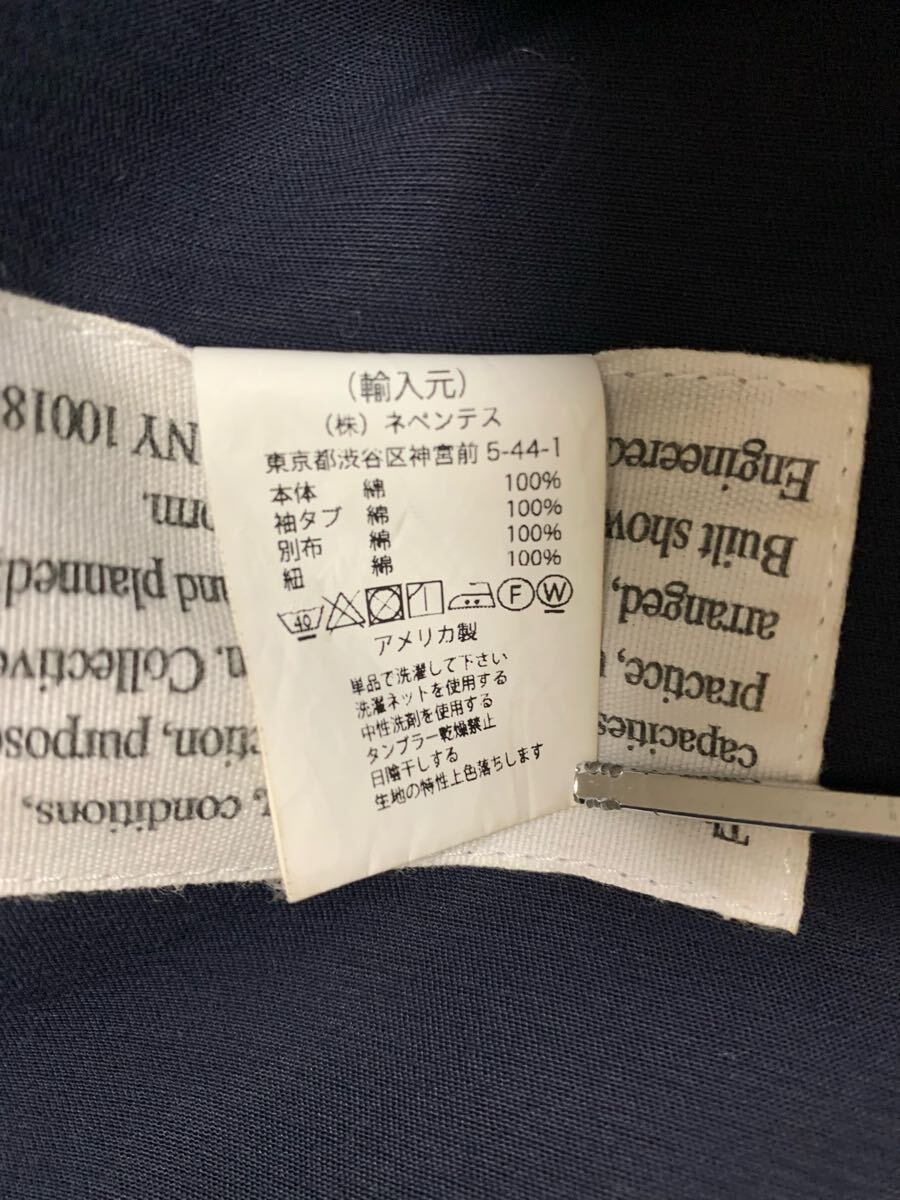 (輸入元)
(株) ネペンテス
東京都渋谷区神宮前 5-44-1
本体 綿 100%
袖タブ 綿 100%
別布 綿 100%
紐 綿 100%
40 F W
アメリカ製
単品で洗濯して下さい
洗濯ネットを使用する
中性洗剤を使用する
タンブラー乾燥禁止
日陰干しする
生地の特性上色落ちします
conditions,
purpose
Collective
and planned
NY 10018
capacities
practice,
arranged,
Built
Engineered